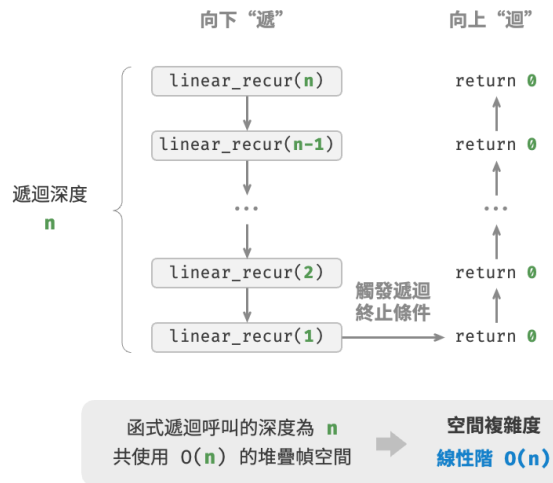 向下“遞”
向上“迴”
linear_recur(n)
return 0
linear_recur(n-1)
return 0
遞迴深度
n
...
...
linear_recur(2)
return 0
觸發遞迴
終止條件
linear_recur(1)
return 0
函式遞迴呼叫的深度為 n
共使用 O(n) 的堆疊幀空間
空間複雜度
線性階 O(n)